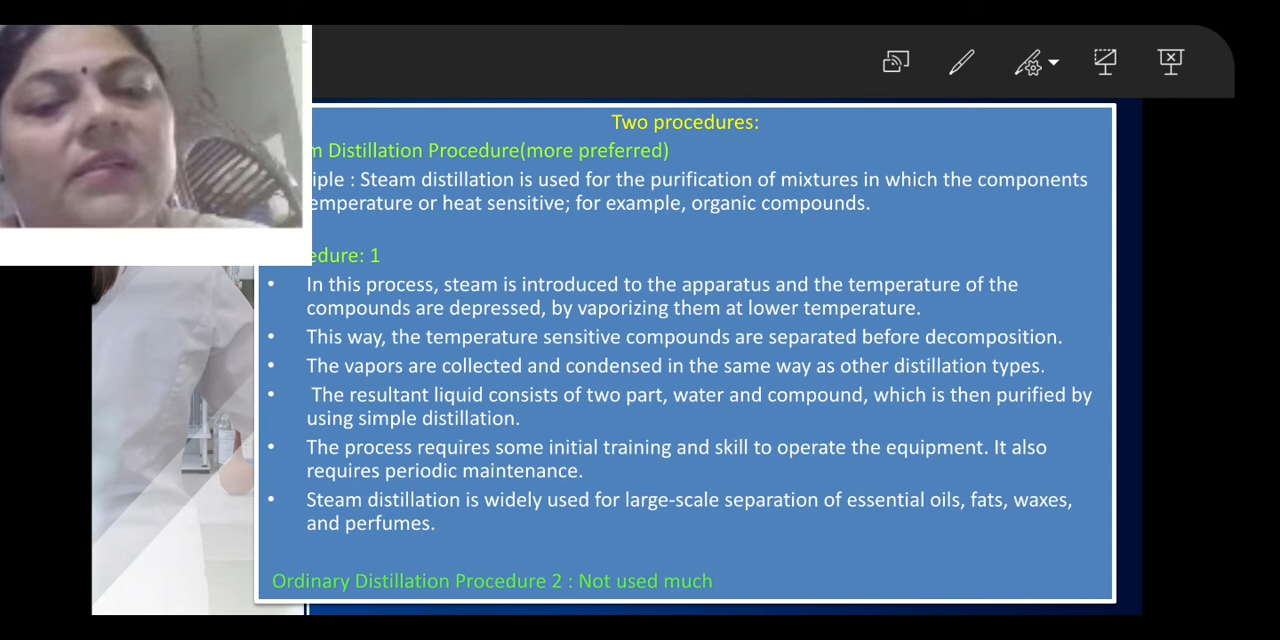 Two procedures:
m Distillation Procedure(more preferred)
iple : Steam distillation is used for the purification of mixtures in which the components
emperature or heat sensitive; for example, organic compounds.
edure: 1
• In this process, steam is introduced to the apparatus and the temperature of the
compounds are depressed, by vaporizing them at lower temperature.
• This way, the temperature sensitive compounds are separated before decomposition.
• The vapors are collected and condensed in the same way as other distillation types.
• The resultant liquid consists of two part, water and compound, which is then purified by
using simple distillation.
• The process requires some initial training and skill to operate the equipment. It also
requires periodic maintenance.
• Steam distillation is widely used for large-scale separation of essential oils, fats, waxes,
and perfumes.
Ordinary Distillation Procedure 2 : Not used much